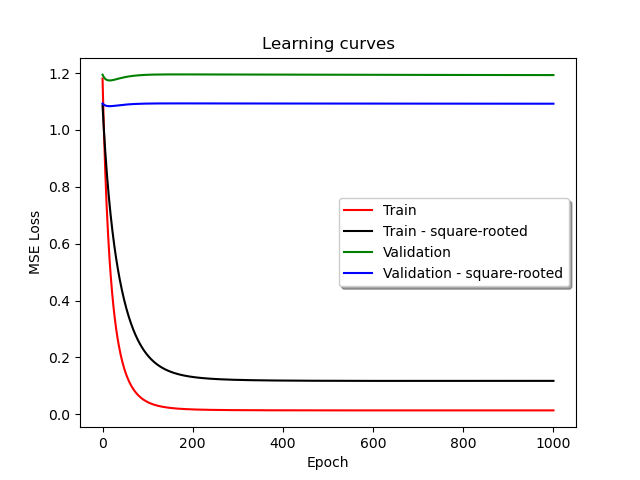 Learning curves
MSE Loss
1.2
1.0
0.8
0.6
0.4
0.2
0.0
Train
Train - square-rooted
Validation
Validation - square-rooted
0 200 400 600 800 1000
Epoch